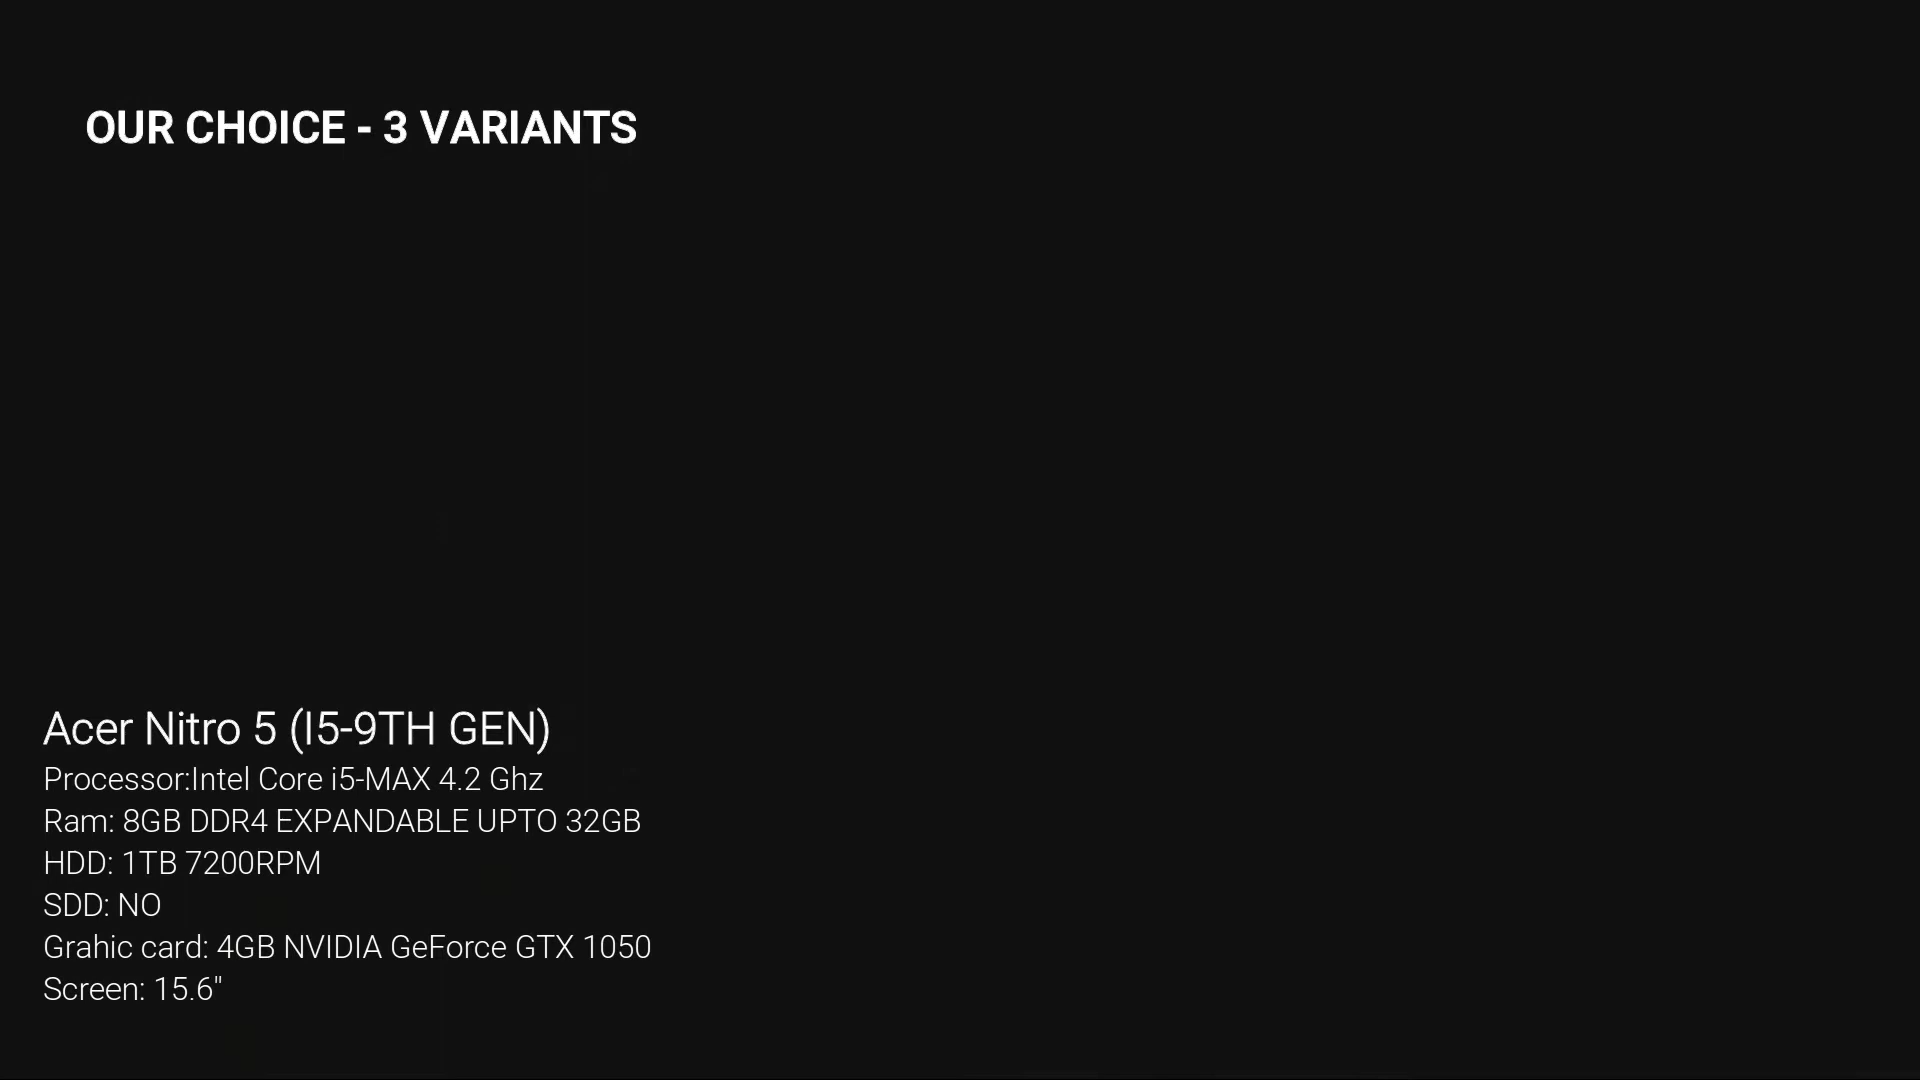 OUR CHOICE - 3 VARIANTS
Acer Nitro 5 (I5-9TH GEN)
Processor:Intel Core i5-MAX 4.2 Ghz
Ram: 8GB DDR4 EXPANDABLE UPTO 32GB
HDD: 1TB 7200RPM
SDD: NO
Grahic card: 4GB NVIDIA GeForce GTX 1050
Screen: 15.6"